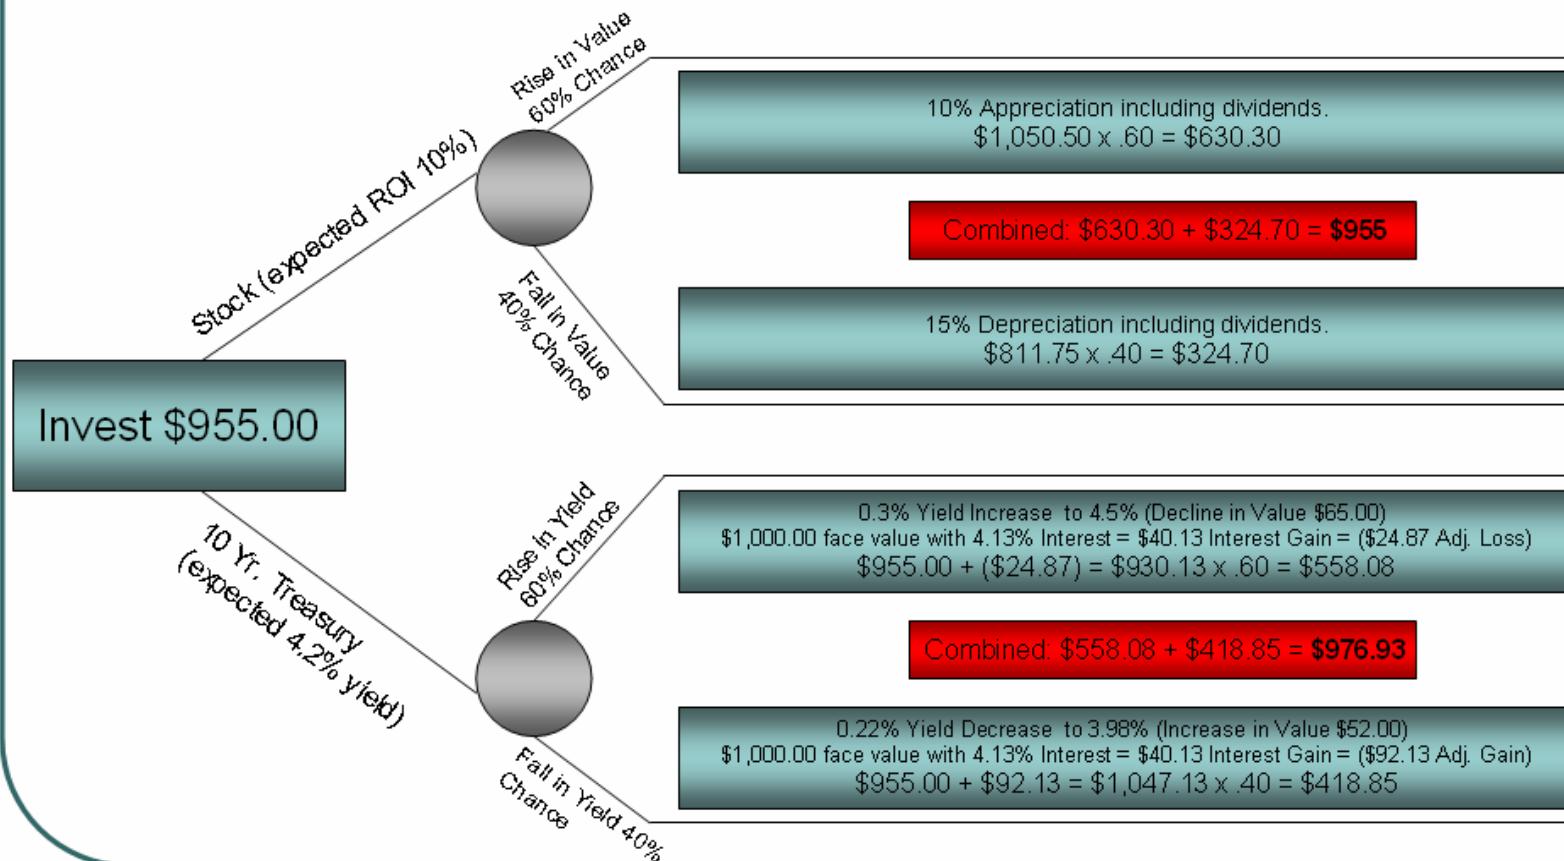 Rise in Value
60% Chance
10% Appreciation including dividends.
$1,050.50 x .60 = $630.30
Stock (expected ROI 10%)
Combined: $630.30 + $324.70 = $955
Fall in Value
40% Chance
15% Depreciation including dividends.
$811.75 x .40 = $324.70
Invest $955.00
Rise in Yield
60% Chance
0.3% Yield Increase to 4.5% (Decline in Value $65.00)
$1,000.00 face value with 4.13% Interest = $40.13 Interest Gain = ($24.87 Adj. Loss)
$955.00 + ($24.87) = $930.13 x .60 = $558.08
10 Yr. Treasury
(expected 4.2% yield)
Combined: $558.08 + $418.85 = $976.93
0.22% Yield Decrease to 3.98% (Increase in Value $52.00)
$1,000.00 face value with 4.13% Interest = $40.13 Interest Gain = ($92.13 Adj. Gain)
$955.00 + $92.13 = $1,047.13 x .40 = $418.85
Fall in Yield 40%
Chance